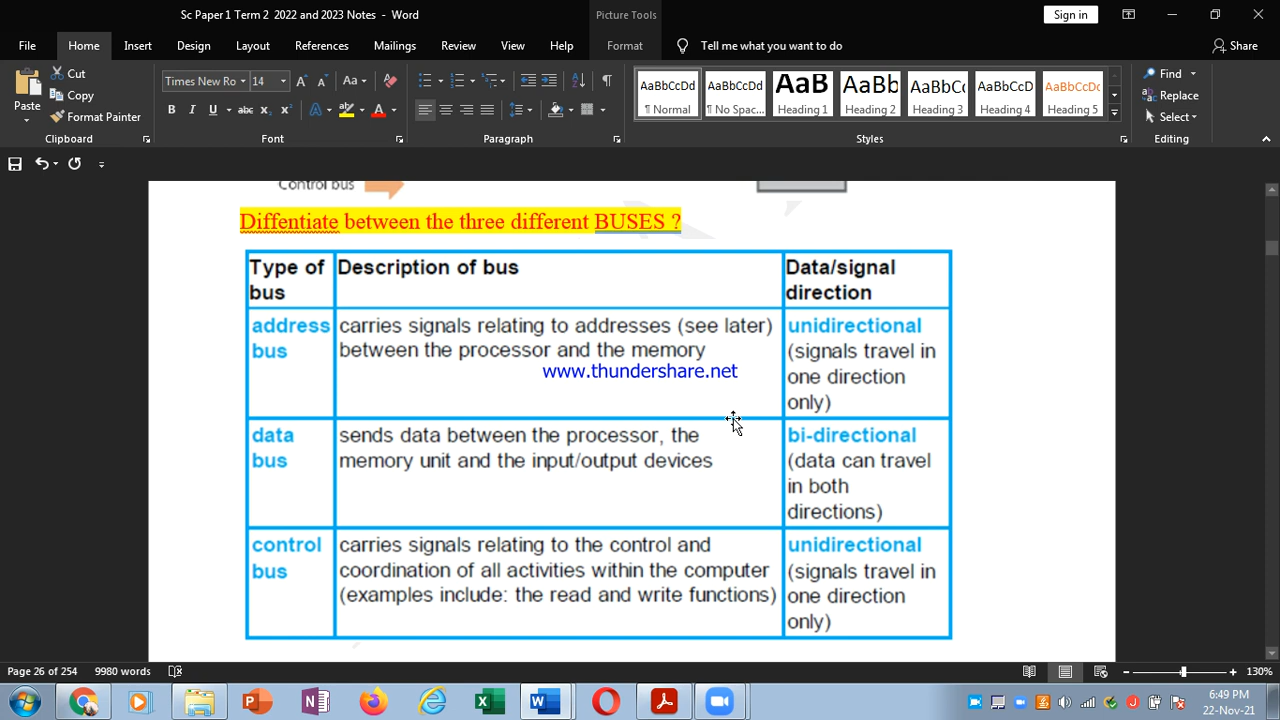 Sc Paper 1 Term 2 2022 and 2023 Notes - Word
Picture Tools
Sign in
File Home Insert Design Layout References Mailings Review View Help Format Tell me what you want to do Share
Paste
Cut
Copy
Format Painter
Clipboard
Times New Ro 14
Aa
B I U abc x₂ x² A A
Font
Paragraph
AaBbCcDd AaBbCcDd AaB AaBb AaBbCc AaBbCcD AaBbCcDc
¶ Normal ¶ No Spac... Heading 1 Heading 2 Heading 3 Heading 4 Heading 5
Styles
Find
Replace
Select
Editing
Control bus
Diffentiate between the three different BUSES ?
Type of bus
Description of bus
Data/signal direction
address bus
carries signals relating to addresses (see later)
between the processor and the memory
www.thundershare.net
unidirectional
(signals travel in
one direction
only)
data
bus
sends data between the processor, the
memory unit and the input/output devices
bi-directional
(data can travel
in both
directions)
control
bus
carries signals relating to the control and
coordination of all activities within the computer
(examples include: the read and write functions)
unidirectional
(signals travel in
one direction
only)
Page 26 of 254 9980 words
130%
6:49 PM
22-Nov-21